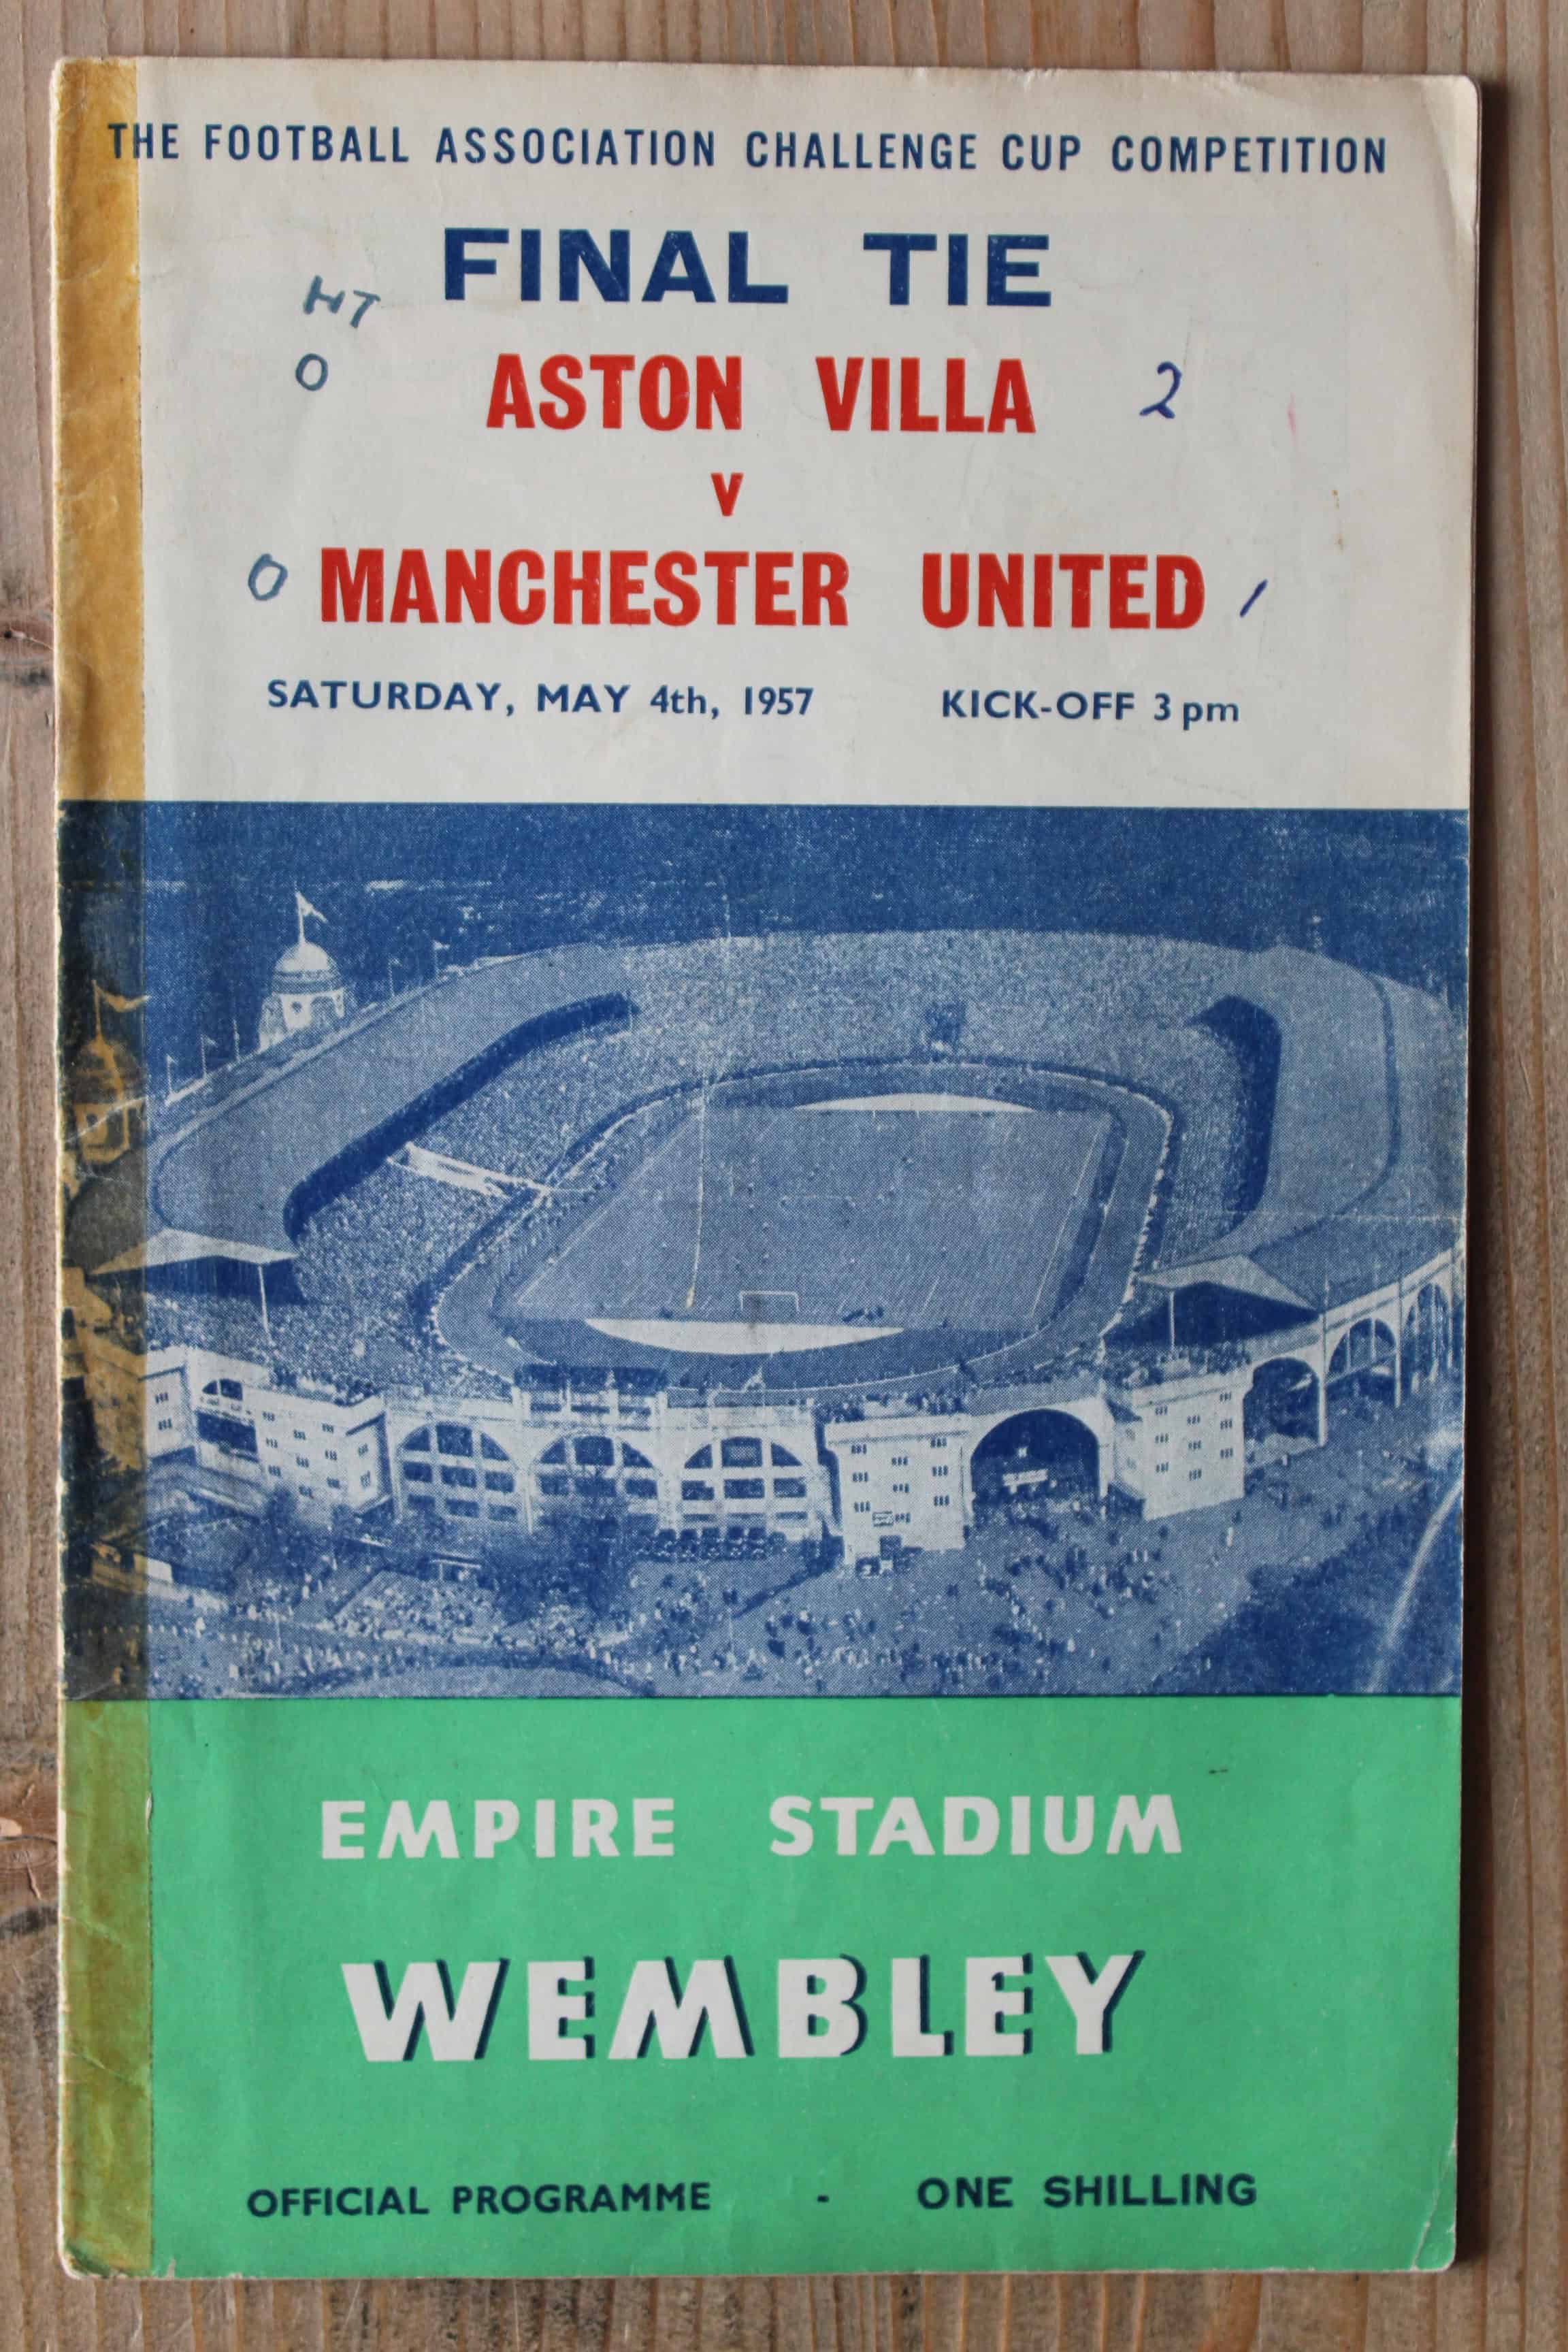 THE FOOTBALL ASSOCIATION CHALLENGE CUP COMPETITION
FINAL TIE
HT
0 ASTON VILLA 2
v
0 MANCHESTER UNITED 1
SATURDAY, MAY 4th, 1957 KICK-OFF 3 pm
EMPIRE STADIUM
WEMBLEY
OFFICIAL PROGRAMME - ONE SHILLING